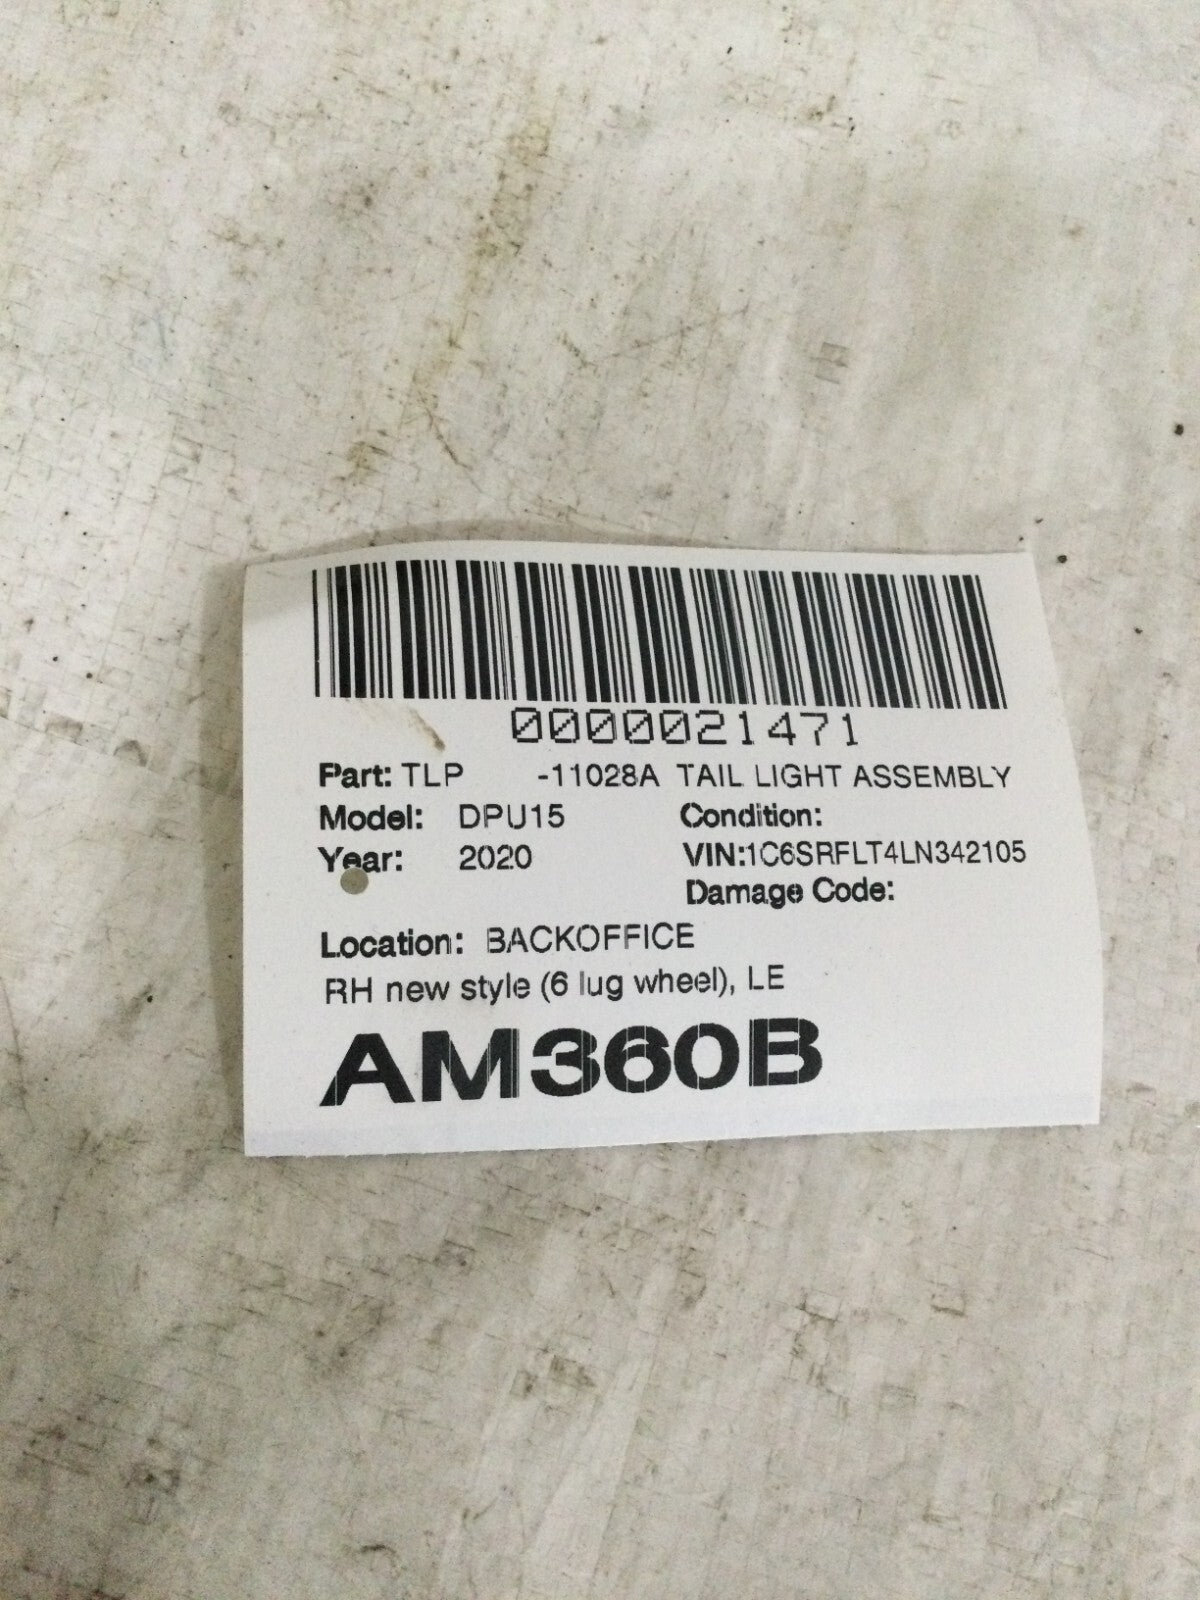 0000021471
Part: TLP -11028A TAIL LIGHT ASSEMBLY
Model: DPU15 Condition:
Year: 2020 VIN:1C6SRFLT4LN342105
Damage Code:
Location: BACKOFFICE
RH new style (6 lug wheel), LE
AM360B